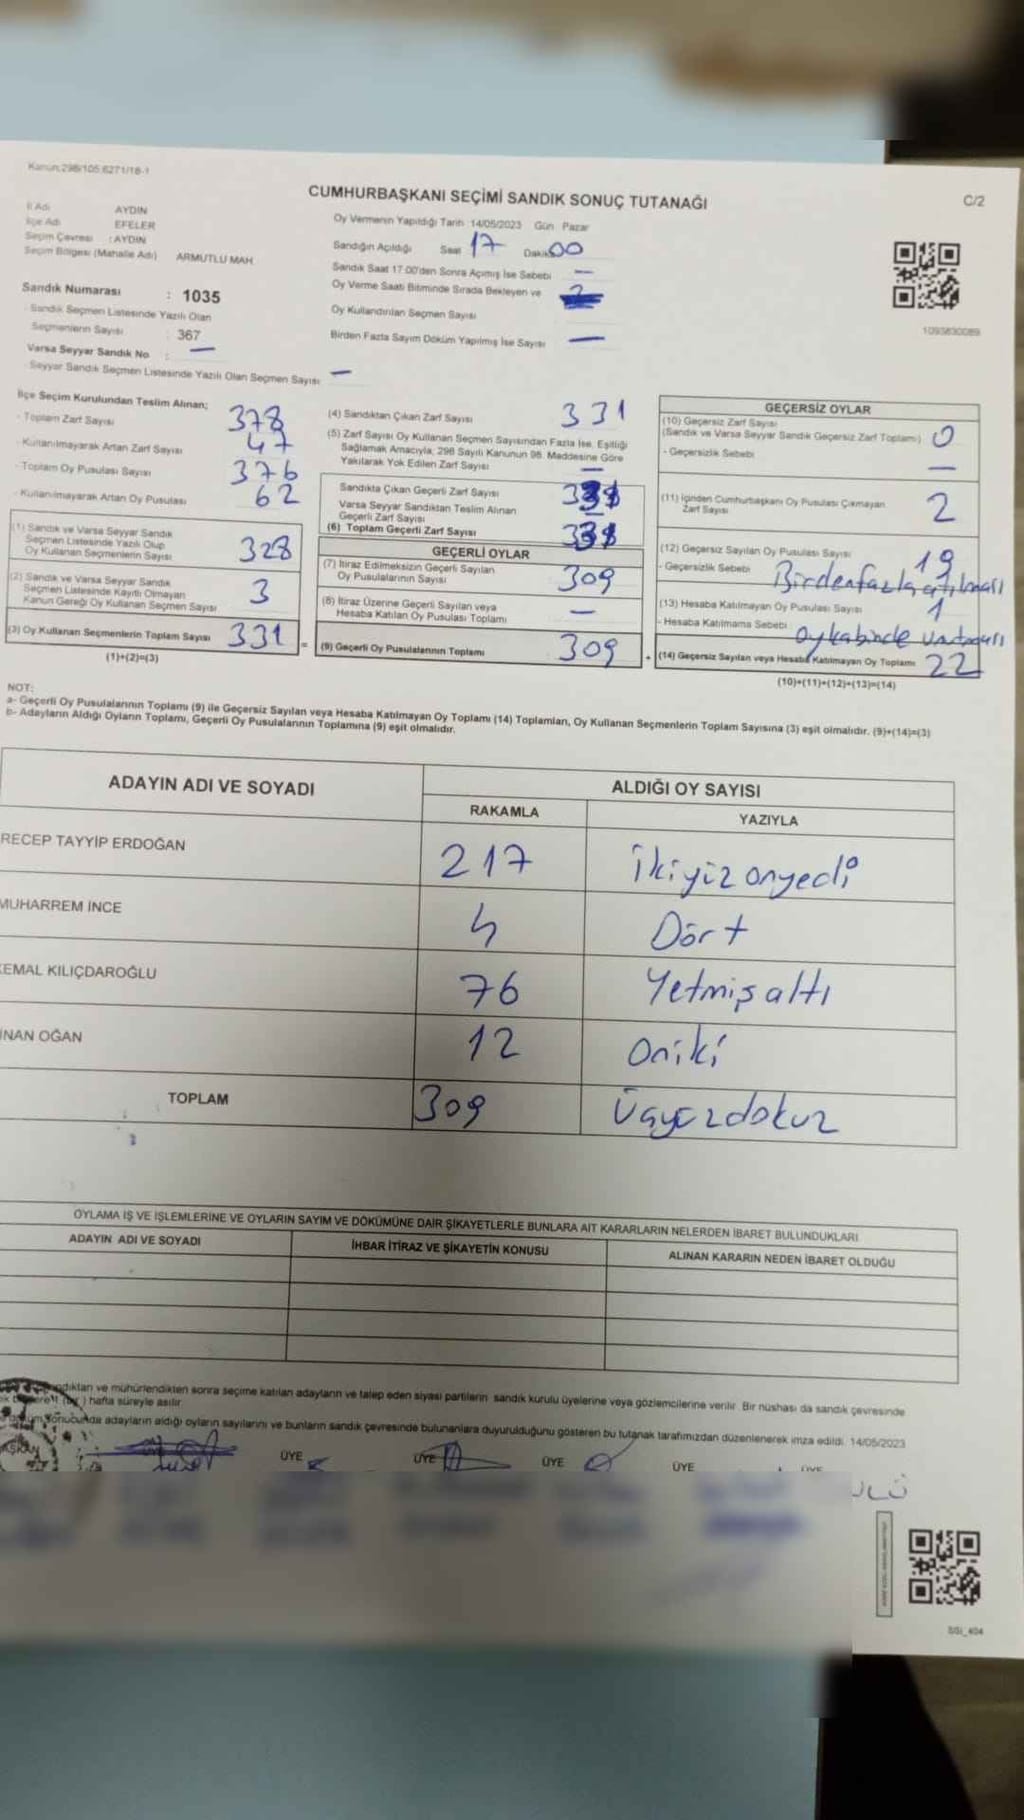 Kanun:298/105;6271/18-1
CUMHURBAŞKANI SEÇİMİ SANDIK SONUÇ TUTANAĞI
C/2
İl Adı AYDIN
İlçe Adı EFELER
Seçim Çevresi : AYDIN
Seçim Bölgesi (Mahalle Adı) ARMUTLU MAH.
Sandık Numarası : 1035
Sandık Seçmen Listesinde Yazılı Olan
Seçmenlerin Sayısı : 367
Varsa Seyyar Sandık No : —
Seyyar Sandık Seçmen Listesinde Yazılı Olan Seçmen Sayısı —
Oy Vermenin Yapıldığı Tarih 14/05/2023 Gün Pazar
Sandığın Açıldığı Saat 17 Dakika 00
Sandık Saat 17:00'den Sonra Açılmış İse Sebebi —
Oy Verme Saati Bitiminde Sırada Bekleyen ve
Oy Kullandırılan Seçmen Sayısı
Birden Fazla Sayım Döküm Yapılmış İse Sayısı —
1093830089
İlçe Seçim Kurulundan Teslim Alınan;
- Toplam Zarf Sayısı 378
- Kullanılmayarak Artan Zarf Sayısı 47
- Toplam Oy Pusulası Sayısı 376
- Kullanılmayarak Artan Oy Pusulası 62
(1) Sandık ve Varsa Seyyar Sandık
Seçmen Listesinde Yazılı Olup
Oy Kullanan Seçmenlerin Sayısı 328
(2) Sandık ve Varsa Seyyar Sandık
Seçmen Listesinde Kayıtlı Olmayan
Kanun Gereği Oy Kullanan Seçmen Sayısı 3
(3) Oy Kullanan Seçmenlerin Toplam Sayısı 331 =
(1)+(2)=(3)
(4) Sandıktan Çıkan Zarf Sayısı 331
(5) Zarf Sayısı Oy Kullanan Seçmen Sayısından Fazla İse, Eşitliği
Sağlamak Amacıyla, 298 Sayılı Kanunun 98. Maddesine Göre
Yakılarak Yok Edilen Zarf Sayısı —
Sandıkta Çıkan Geçerli Zarf Sayısı
Varsa Seyyar Sandıktan Teslim Alınan
Geçerli Zarf Sayısı
(6) Toplam Geçerli Zarf Sayısı
GEÇERLİ OYLAR
(7) İtiraz Edilmeksizin Geçerli Sayılan
Oy Pusulalarının Sayısı 309
(8) İtiraz Üzerine Geçerli Sayılan veya
Hesaba Katılan Oy Pusulası Toplamı —
(9) Geçerli Oy Pusulalarının Toplamı 309 +
GEÇERSİZ OYLAR
(10) Geçersiz Zarf Sayısı
(Sandık ve Varsa Seyyar Sandık Geçersiz Zarf Toplamı) 0
- Geçersizlik Sebebi —
(11) İçinden Cumhurbaşkanı Oy Pusulası Çıkmayan
Zarf Sayısı 2
(12) Geçersiz Sayılan Oy Pusulası Sayısı 19
- Geçersizlik Sebebi Birden fazla atılması
(13) Hesaba Katılmayan Oy Pusulası Sayısı 1
- Hesaba Katılmama Sebebi oy kabinde
(14) Geçersiz Sayılan veya Hesaba Katılmayan Oy Toplamı 22
(10)+(11)+(12)+(13)=(14)
NOT:
a- Geçerli Oy Pusulalarının Toplamı (9) ile Geçersiz Sayılan veya Hesaba Katılmayan Oy Toplamı (14) Toplamları, Oy Kullanan Seçmenlerin Toplam Sayısına (3) eşit olmalıdır. (9)+(14)=(3)
b- Adayların Aldığı Oyların Toplamı, Geçerli Oy Pusulalarının Toplamına (9) eşit olmalıdır.
ADAYIN ADI VE SOYADI ALDIĞI OY SAYISI
RAKAMLA YAZIYLA
RECEP TAYYİP ERDOĞAN 217 ikiyüz onyedi
MUHARREM İNCE 4 Dört
KEMAL KILIÇDAROĞLU 76 Yetmiş altı
İNAN OĞAN 12 oniki
TOPLAM 309 üçyüzdokuz
OYLAMA İŞ VE İŞLEMLERİNE VE OYLARIN SAYIM VE DÖKÜMÜNE DAİR ŞİKAYETLERLE BUNLARA AİT KARARLARIN NELERDEN İBARET BULUNDUKLARI
ADAYIN ADI VE SOYADI İHBAR İTİRAZ VE ŞİKAYETİN KONUSU ALINAN KARARIN NEDEN İBARET OLDUĞU
ve mühürlendikten sonra seçime katılan adayların ve talep eden siyasi partilerin sandık kurulu üyelerine veya gözlemcilerine verilir. Bir nüshası da sandık çevresinde
hafta süreyle asılır.
sonucunda adayların aldığı oyların sayılarını ve bunların sandık çevresinde bulunanlara duyurulduğunu gösteren bu tutanak tarafımızdan düzenlenerek imza edildi. 14/05/2023
ÜYE ÜYE ÜYE ÜYE ÜYE
SSİ_404